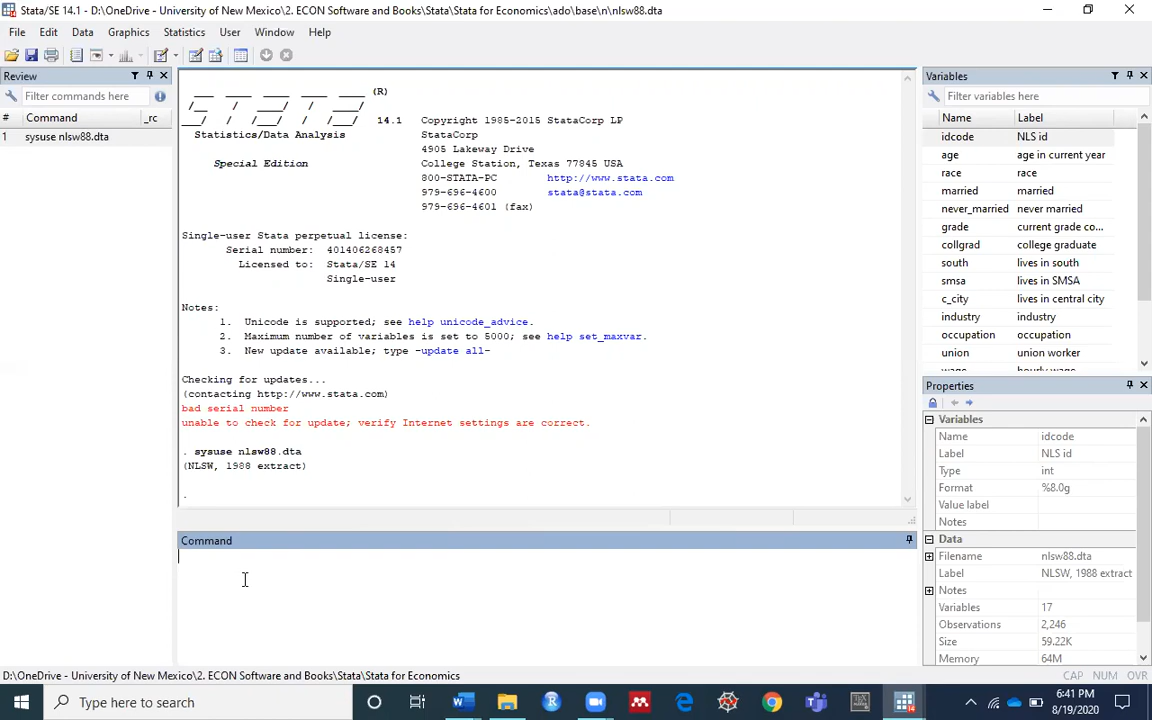 Stata/SE 14.1 - D:\OneDrive - University of New Mexico\2. ECON Software and Books\Stata\Stata for Economics\ado\base\n\nlsw88.dta
File Edit Data Graphics Statistics User Window Help
Review
Filter commands here
# Command _rc
1 sysuse nlsw88.dta
(R)
14.1 Copyright 1985-2015 StataCorp LP
Statistics/Data Analysis StataCorp
4905 Lakeway Drive
Special Edition College Station, Texas 77845 USA
800-STATA-PC http://www.stata.com
979-696-4600 stata@stata.com
979-696-4601 (fax)
Single-user Stata perpetual license:
Serial number: 401406268457
Licensed to: Stata/SE 14
Single-user
Notes:
1. Unicode is supported; see help unicode_advice.
2. Maximum number of variables is set to 5000; see help set_maxvar.
3. New update available; type -update all-
Checking for updates...
(contacting http://www.stata.com)
bad serial number
unable to check for update; verify Internet settings are correct.
. sysuse nlsw88.dta
(NLSW, 1988 extract)
.
Command
Variables
Filter variables here
Name Label
idcode NLS id
age age in current year
race race
married married
never_married never married
grade current grade co...
collgrad college graduate
south lives in south
smsa lives in SMSA
c_city lives in central city
industry industry
occupation occupation
union union worker
wage hourly wage
Properties
Variables
Name idcode
Label NLS id
Type int
Format %8.0g
Value label
Notes
Data
Filename nlsw88.dta
Label NLSW, 1988 extract
Notes
Variables 17
Observations 2,246
Size 59.22K
Memory 64M
D:\OneDrive - University of New Mexico\2. ECON Software and Books\Stata\Stata for Economics
CAP NUM OVR
Type here to search
6:41 PM
8/19/2020